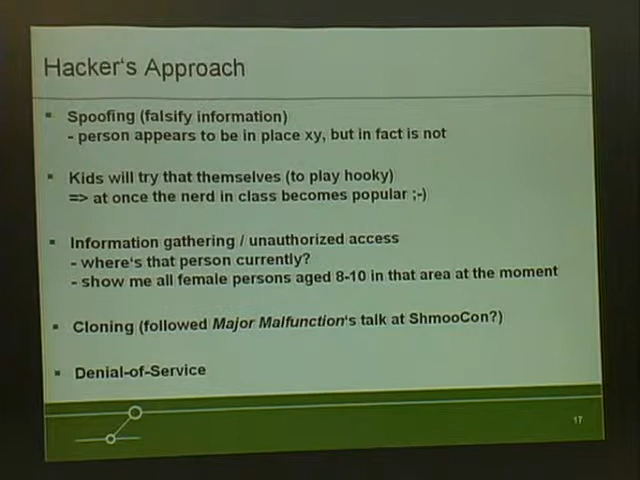 Hacker's Approach
Spoofing (falsify information)
- person appears to be in place xy, but in fact is not
Kids will try that themselves (to play hooky)
=> at once the nerd in class becomes popular ;-)
Information gathering / unauthorized access
- where's that person currently?
- show me all female persons aged 8-10 in that area at the moment
Cloning (followed Major Malfunction's talk at ShmooCon?)
Denial-of-Service
17